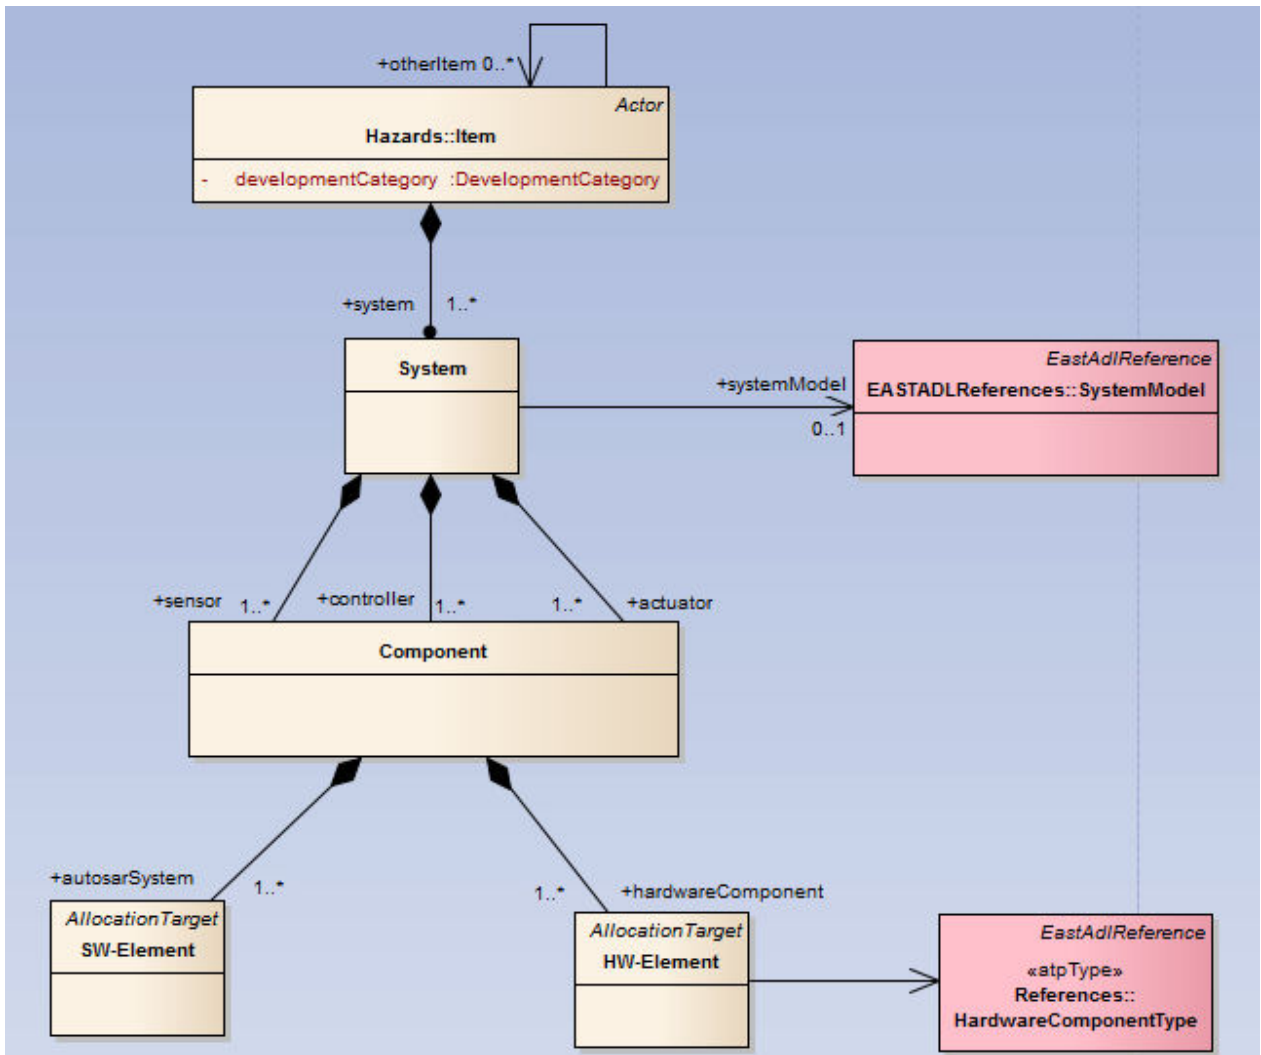 +otherItem 0..*
Actor
Hazards::Item
- developmentCategory :DevelopmentCategory
+system 1..*
System
+systemModel
0..1
EastAdlReference
EASTADLReferences::SystemModel
+sensor 1..* +controller 1..* 1..* +actuator
Component
+autosarSystem 1..*
1..* +hardwareComponent
AllocationTarget
SW-Element
AllocationTarget
HW-Element
EastAdlReference
«atpType»
References::
HardwareComponentType